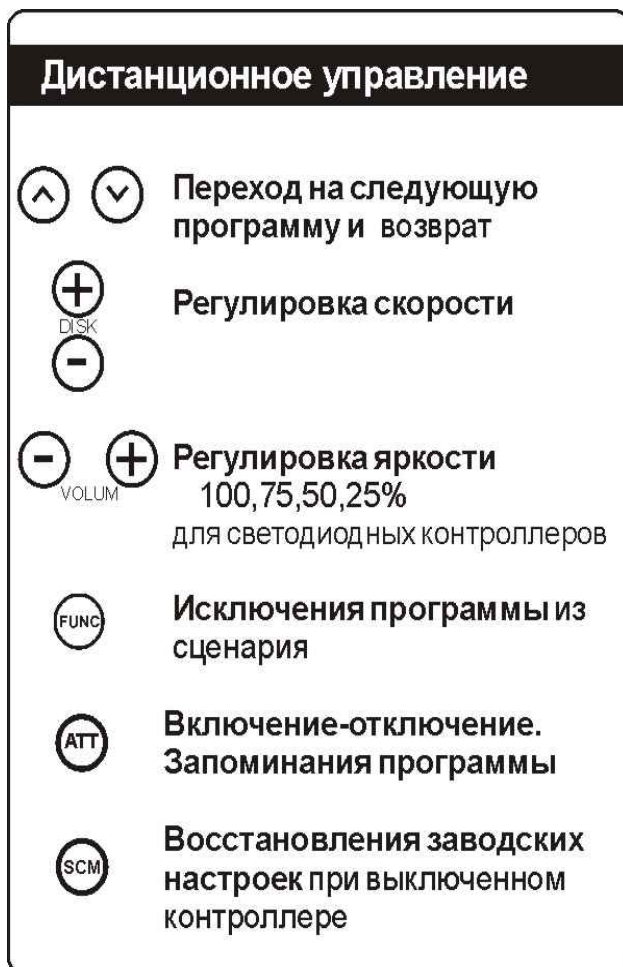 Дистанционное управление
Переход на следующую
программу и возврат
+
DISK
-
Регулировка скорости
- +
VOLUM
Регулировка яркости
100,75,50,25%
для светодиодных контроллеров
FUNC
Исключения программы из
сценария
ATT
Включение-отключение.
Запоминания программы
SCM
Восстановления заводских
настроек при выключенном
контроллере